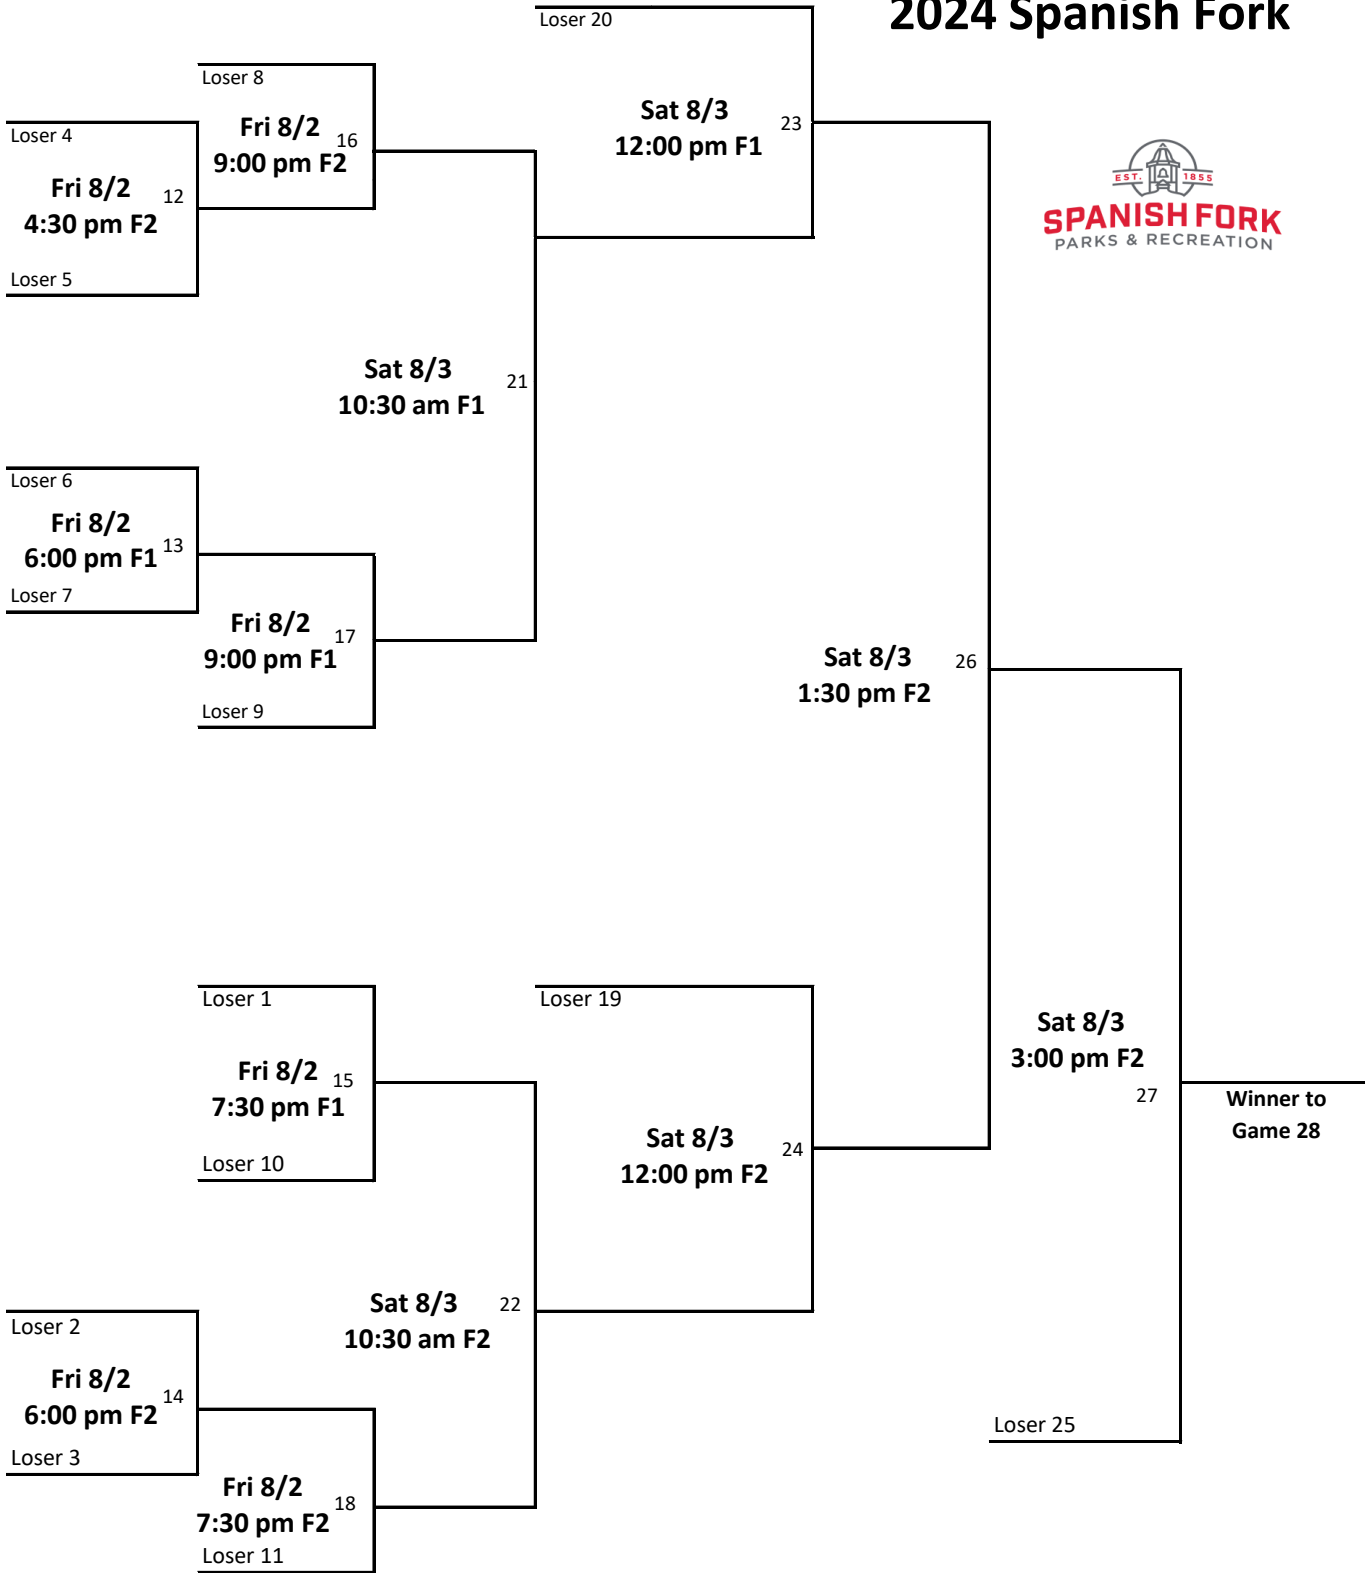 2024 Spanish Fork
Loser 20
Loser 8
Sat 8/3
12:00 pm F1
23
Fri 8/2
9:00 pm F2
16
Loser 4
Fri 8/2
4:30 pm F2
12
Loser 5
EST. 1855
SPANISH FORK
PARKS & RECREATION
Sat 8/3
10:30 am F1
21
Loser 6
Fri 8/2
6:00 pm F1
13
Loser 7
Fri 8/2
9:00 pm F1
17
Loser 9
Sat 8/3
1:30 pm F2
26
Loser 1
Fri 8/2
7:30 pm F1
15
Loser 10
Loser 19
Sat 8/3
12:00 pm F2
24
Sat 8/3
3:00 pm F2
27
Winner to
Game 28
Sat 8/3
10:30 am F2
22
Loser 2
Fri 8/2
6:00 pm F2
14
Loser 3
Loser 25
Fri 8/2
7:30 pm F2
18
Loser 11